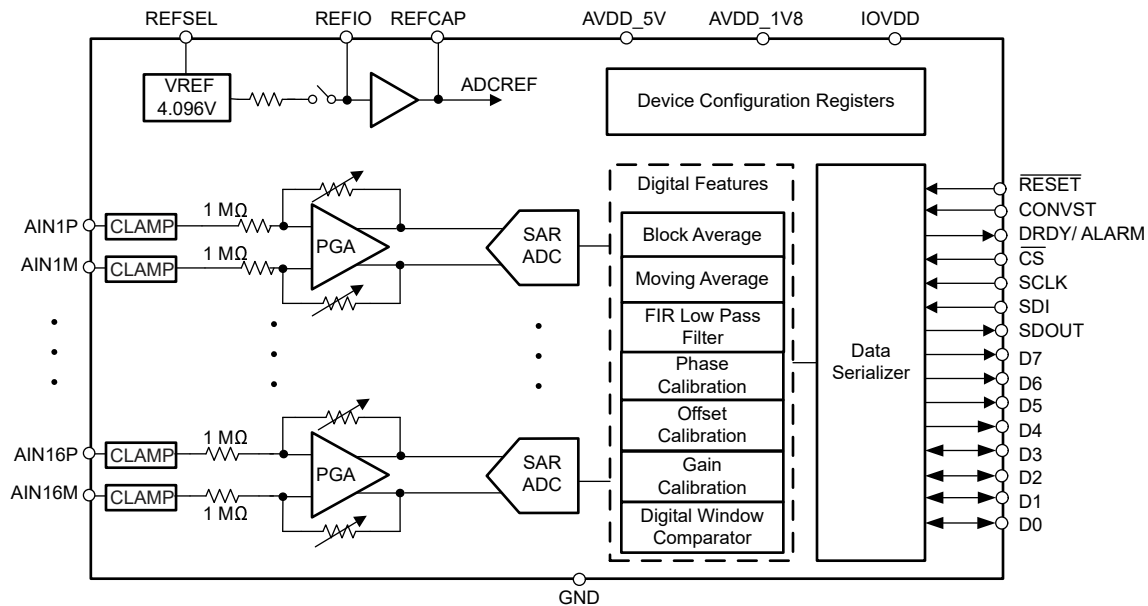 REFSEL
REFIO
REFCAP
AVDD_5V
AVDD_1V8
IOVDD
VREF
4.096V
ADCREF
Device Configuration Registers
AIN1P
CLAMP
1 MΩ
AIN1M
CLAMP
1 MΩ
PGA
SAR
ADC
AIN16P
CLAMP
1 MΩ
AIN16M
CLAMP
1 MΩ
PGA
SAR
ADC
Digital Features
Block Average
Moving Average
FIR Low Pass
Filter
Phase
Calibration
Offset
Calibration
Gain
Calibration
Digital Window
Comparator
Data
Serializer
RESET
CONVST
DRDY/ ALARM
CS
SCLK
SDI
SDOUT
D7
D6
D5
D4
D3
D2
D1
D0
GND